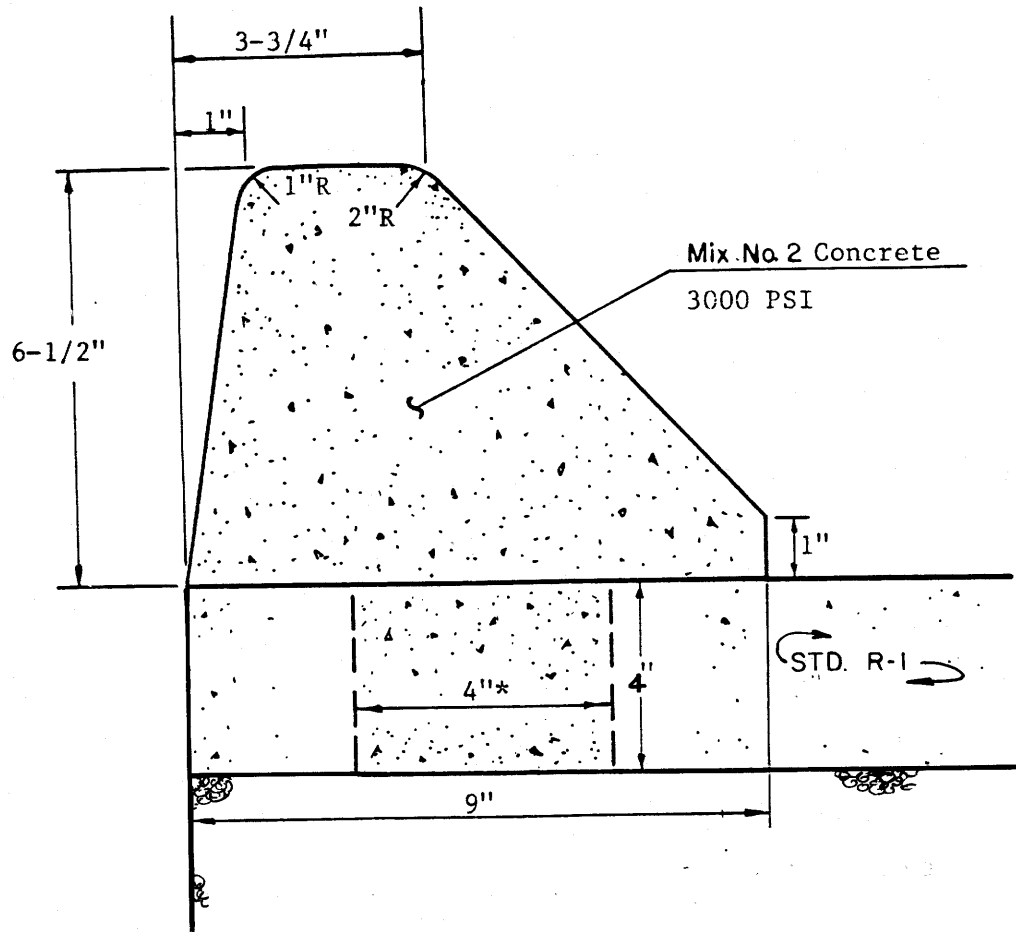 3-3/4"
1"
1"R
2"R
Mix No. 2 Concrete
3000 PSI
6-1/2"
1"
STD. R-1
4"*
4"
9"